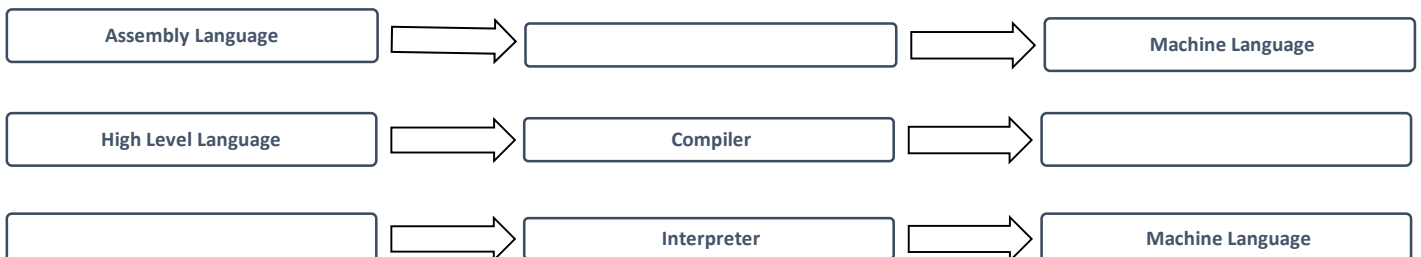 Assembly Language
Machine Language
High Level Language
Compiler
Interpreter
Machine Language